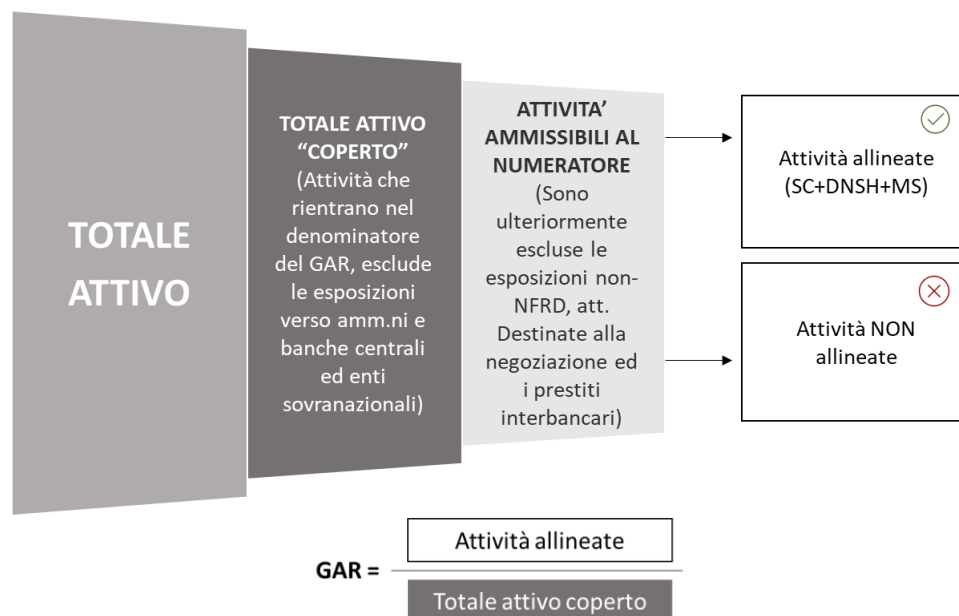 TOTALE
ATTIVO
TOTALE ATTIVO
“COPERTO”
(Attività che
rientrano nel
denominatore
del GAR, esclude
le esposizioni
verso amm.ni e
banche centrali
ed enti
sovranazionali)
ATTIVITA’
AMMISSIBILI AL
NUMERATORE
(Sono
ulteriormente
escluse le
esposizioni non-
NFRD, att.
Destinate alla
negoziazione ed
i prestiti
interbancari)
Attività allineate
(SC+DNSH+MS)
Attività NON
allineate
GAR =
Attività allineate
Totale attivo coperto